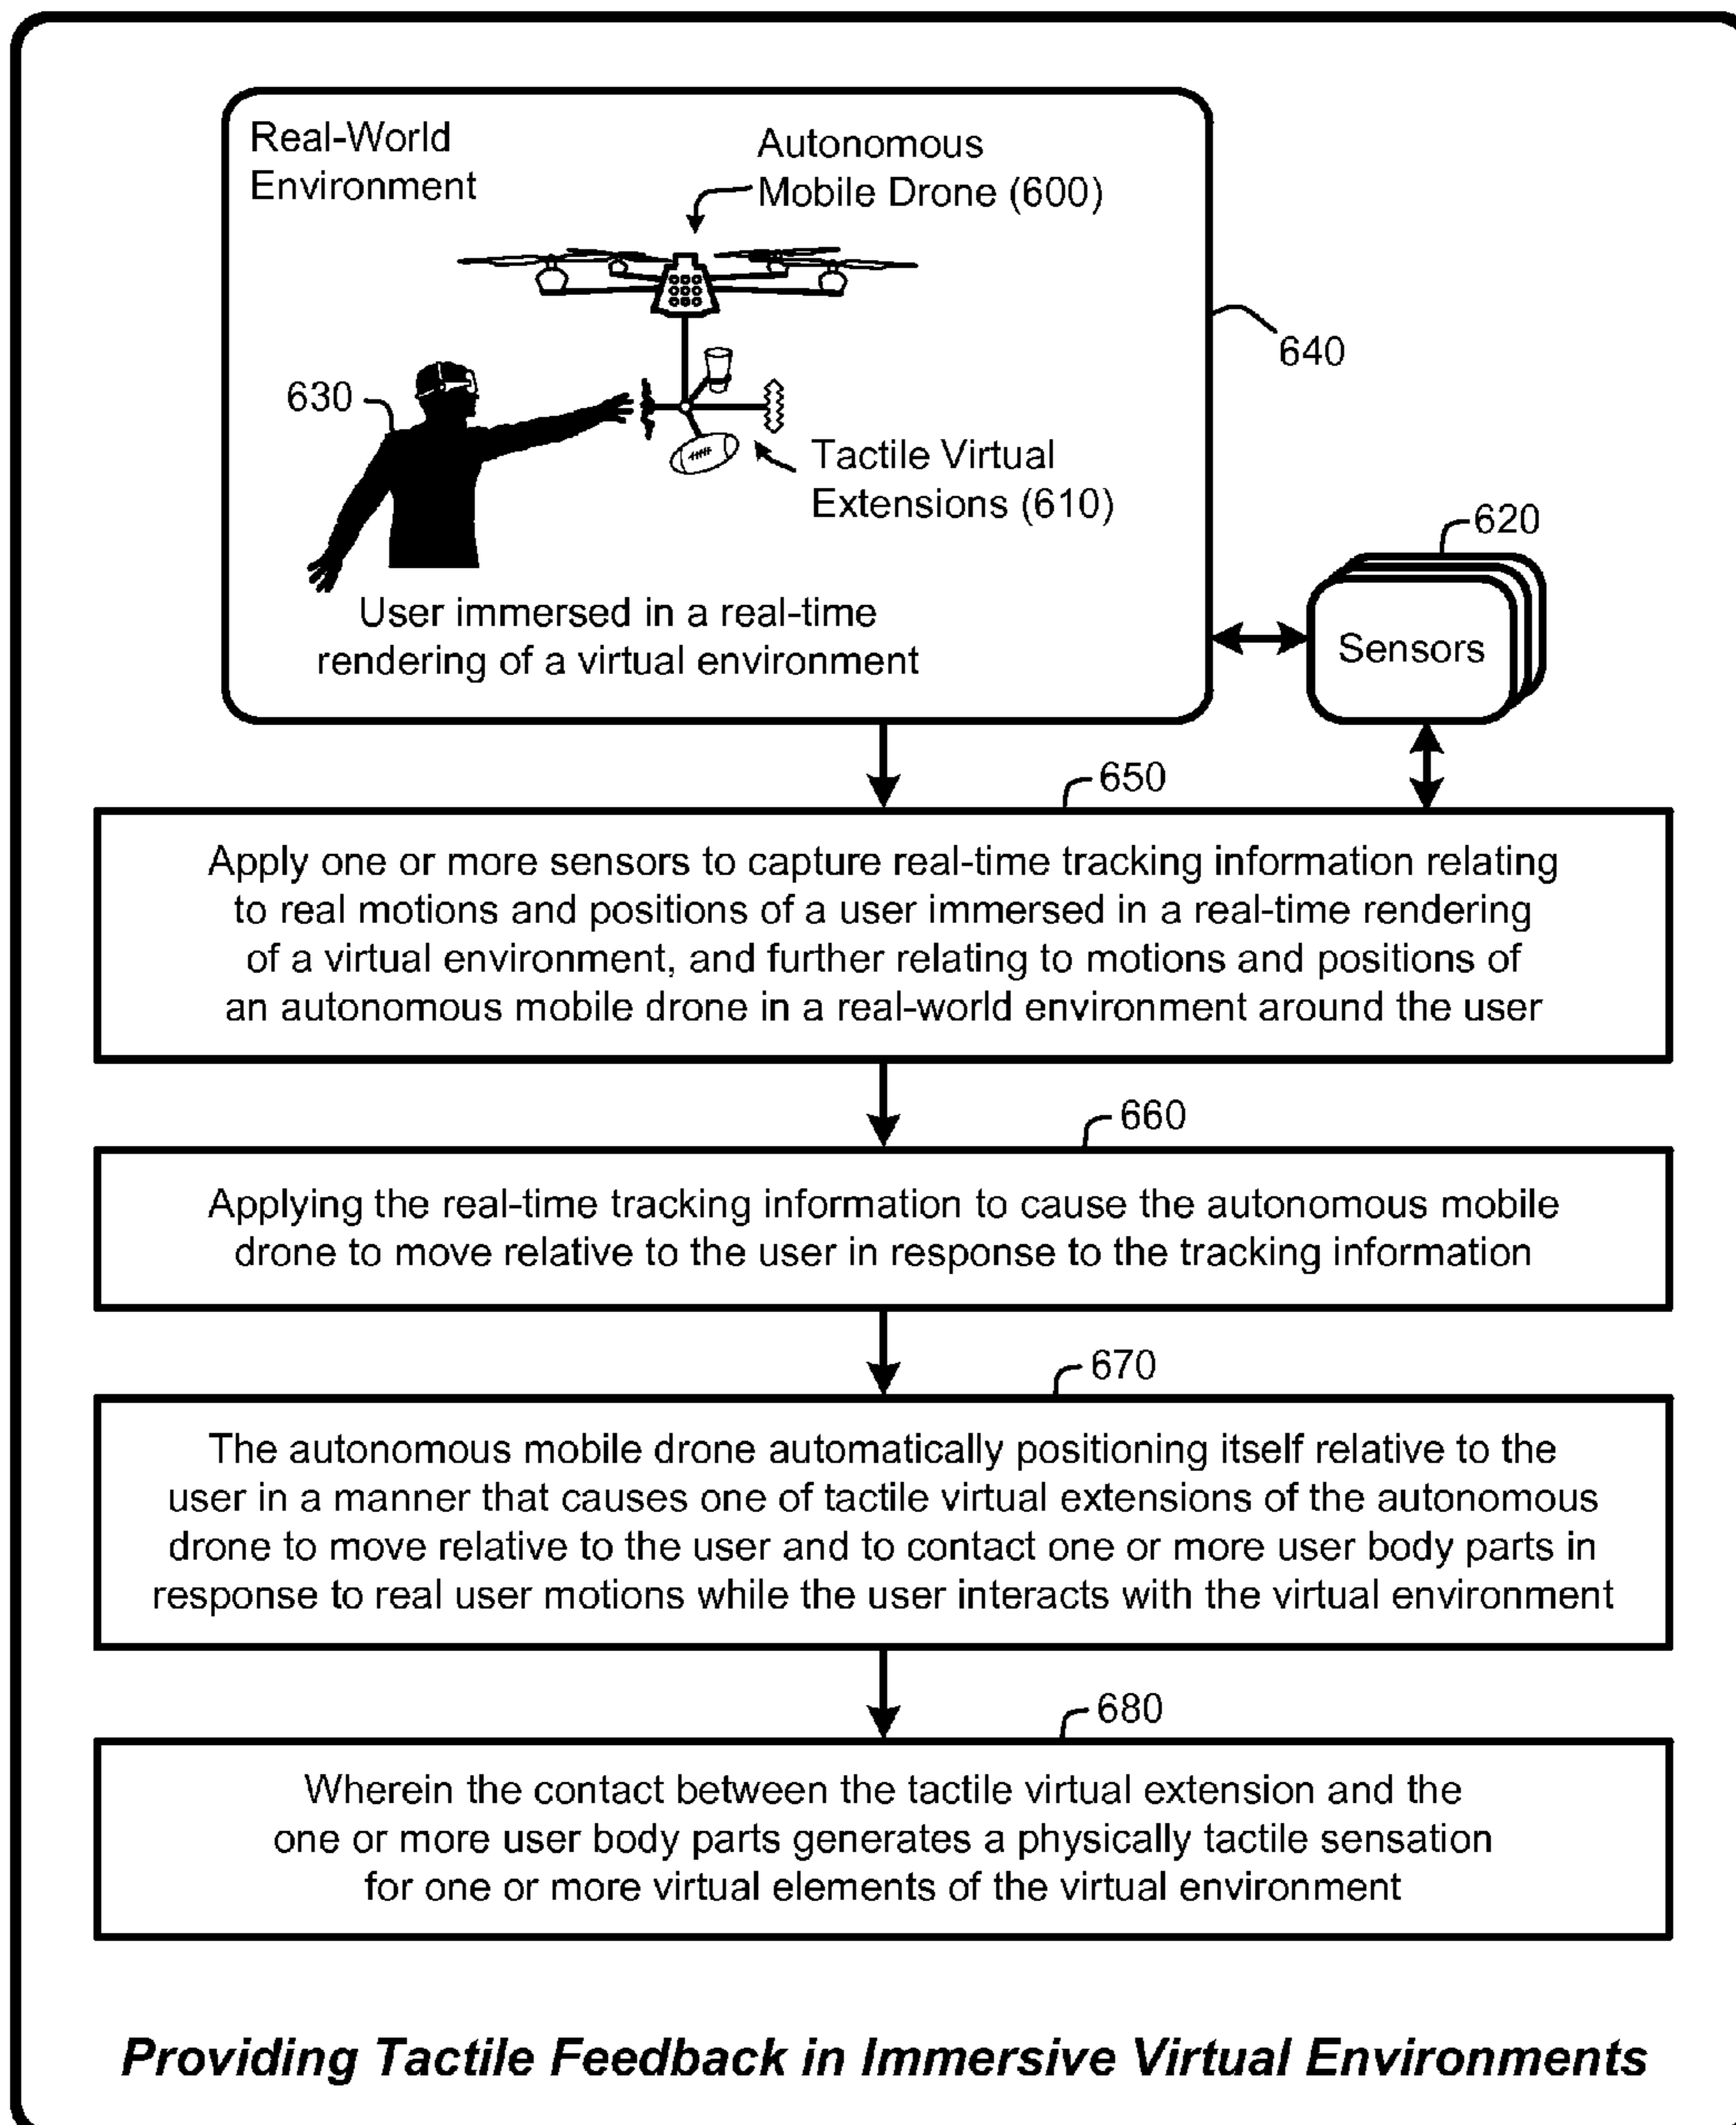 Real-World
Environment
Autonomous
Mobile Drone (600)
640
630
Tactile Virtual
Extensions (610)
620
User immersed in a real-time
rendering of a virtual environment
Sensors
650
Apply one or more sensors to capture real-time tracking information relating
to real motions and positions of a user immersed in a real-time rendering
of a virtual environment, and further relating to motions and positions of
an autonomous mobile drone in a real-world environment around the user
660
Applying the real-time tracking information to cause the autonomous mobile
drone to move relative to the user in response to the tracking information
670
The autonomous mobile drone automatically positioning itself relative to the
user in a manner that causes one of tactile virtual extensions of the autonomous
drone to move relative to the user and to contact one or more user body parts in
response to real user motions while the user interacts with the virtual environment
680
Wherein the contact between the tactile virtual extension and the
one or more user body parts generates a physically tactile sensation
for one or more virtual elements of the virtual environment
Providing Tactile Feedback in Immersive Virtual Environments